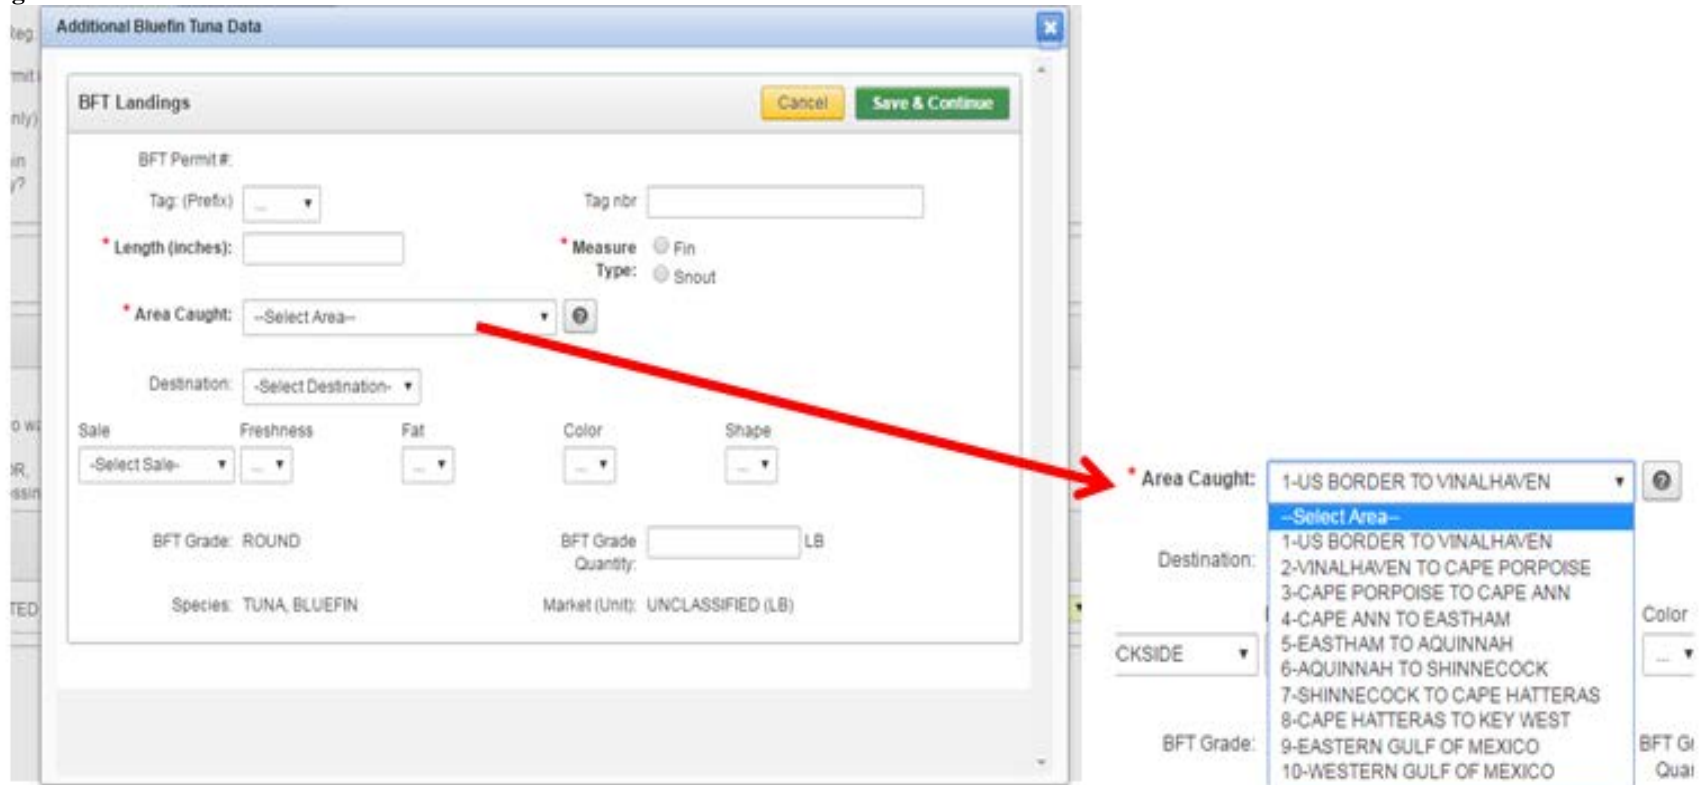 Additional Bluefin Tuna Data
BFT Landings
Cancel
Save & Continue
BFT Permit #:
Tag: (Prefix)
...
Tag nbr
* Length (inches):
* Measure Type:
Fin
Snout
* Area Caught:
--Select Area--
Destination:
-Select Destination-
Sale
Freshness
Fat
Color
Shape
-Select Sale-
...
...
...
...
BFT Grade: ROUND
BFT Grade Quantity:
LB
Species: TUNA, BLUEFIN
Market (Unit): UNCLASSIFIED (LB)
* Area Caught:
1-US BORDER TO VINALHAVEN
--Select Area--
1-US BORDER TO VINALHAVEN
2-VINALHAVEN TO CAPE PORPOISE
3-CAPE PORPOISE TO CAPE ANN
4-CAPE ANN TO EASTHAM
5-EASTHAM TO AQUINNAH
6-AQUINNAH TO SHINNECOCK
7-SHINNECOCK TO CAPE HATTERAS
8-CAPE HATTERAS TO KEY WEST
9-EASTERN GULF OF MEXICO
10-WESTERN GULF OF MEXICO
Destination:
CKSIDE
Color
...
BFT Grade: